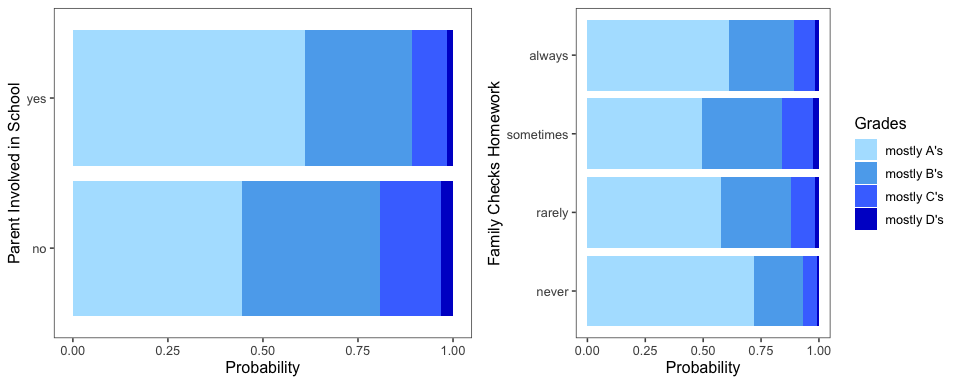 Parent Involved in School
yes
no
0.00 0.25 0.50 0.75 1.00
Probability
Family Checks Homework
always
sometimes
rarely
never
0.00 0.25 0.50 0.75 1.00
Probability
Grades
mostly A's
mostly B's
mostly C's
mostly D's